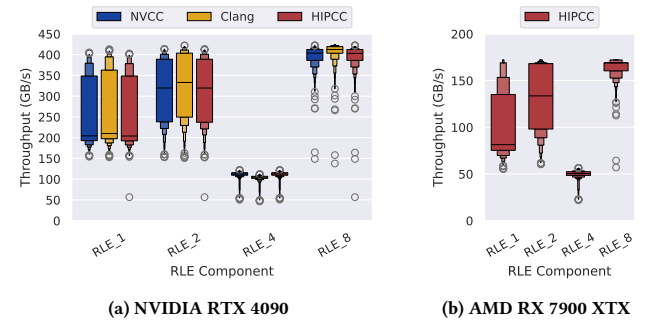 NVCC Clang HIPCC
450
400
350
300
250
200
150
100
50
0
Throughput (GB/s)
RLE_1 RLE_2 RLE_4 RLE_8
RLE Component
(a) NVIDIA RTX 4090
HIPCC
200
150
100
50
0
Throughput (GB/s)
RLE_1 RLE_2 RLE_4 RLE_8
RLE Component
(b) AMD RX 7900 XTX